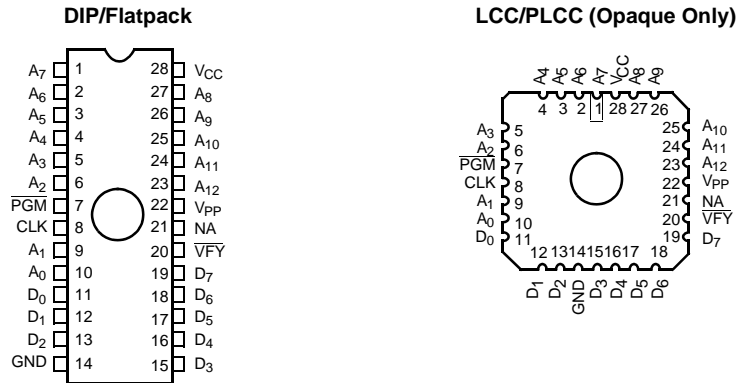 DIP/Flatpack
A7 1 28 VCC
A6 2 27 A8
A5 3 26 A9
A4 4 25 A10
A3 5 24 A11
A2 6 23 A12
PGM 7 22 VPP
CLK 8 21 NA
A1 9 20 VFY
A0 10 19 D7
D0 11 18 D6
D1 12 17 D5
D2 13 16 D4
GND 14 15 D3
LCC/PLCC (Opaque Only)
A4 A5 A6 A7 VCC A8 A9
4 3 2 1 28 27 26
A3 5 25 A10
A2 6 24 A11
PGM 7 23 A12
CLK 8 22 VPP
A1 9 21 NA
A0 10 20 VFY
D0 11 19 D7
12 13 14 15 16 17 18
D1 D2 GND D3 D4 D5 D6